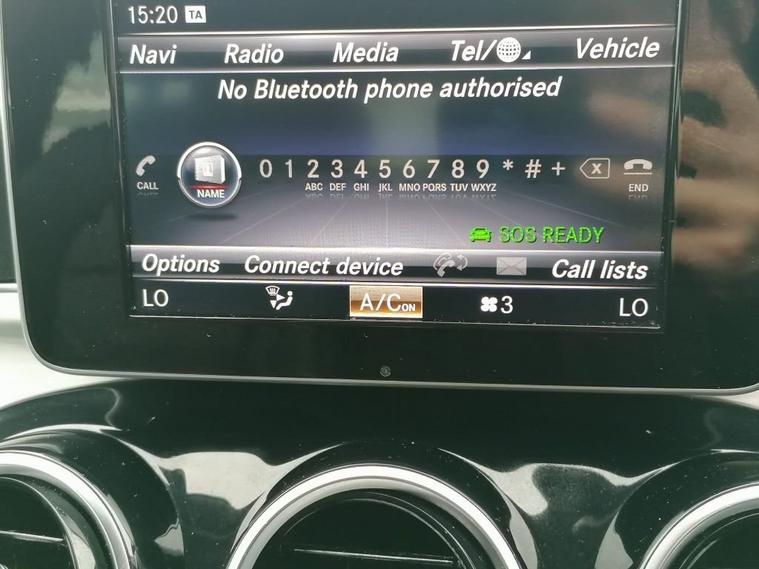 15:20 TA
Navi Radio Media Tel/ Vehicle
No Bluetooth phone authorised
0 1 2 3 4 5 6 7 8 9 * # + x
CALL NAME ABC DEF GHI JKL MNO PQRS TUV WXYZ END
SOS READY
Options Connect device Call lists
LO A/C ON 3 LO